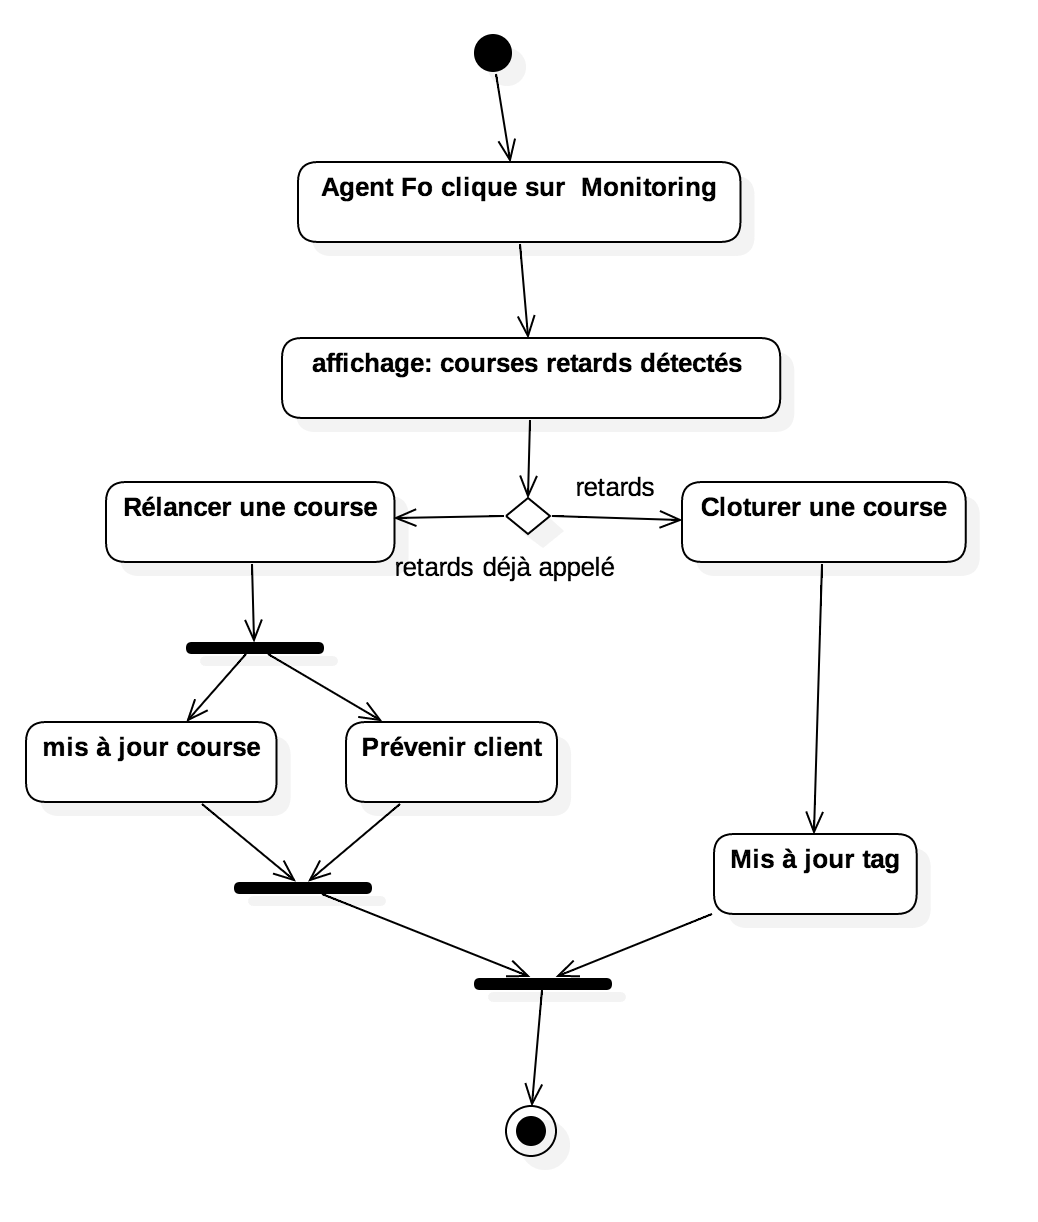 Agent Fo clique sur  Monitoring
affichage: courses retards détectés
retards
Rélancer une course
Cloturer une course
retards déjà appelé
mis à jour course
Prévenir client
Mis à jour tag